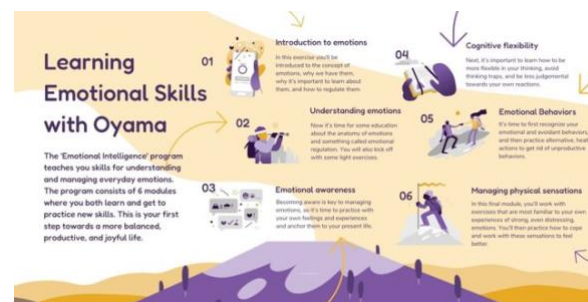 Learning
Emotional Skills
with Oyama
The 'Emotional Intelligence' program
teaches you skills for understanding
and managing everyday emotions.
The program consists of 6 modules
where you both learn and get to
practice new skills. This is your first
step towards a more balanced,
productive, and joyful life.
01
Introduction to emotions
In this exercise you'll be
introduced to the concept of
emotions, why we have them,
why it's important to learn about
them, and how to regulate them.
02
Understanding emotions
Now it's time for some education
about the anatomy of emotions
and something called emotional
regulation. You will also kick off
with some light exercises.
03
Emotional awareness
Becoming aware is key to managing
emotions, so it's time to practise with
your own feelings and experiences
and anchor them to your present life.
04
Cognitive flexibility
Next, it's important to learn how to be
more flexible in your thinking, avoid
thinking traps, and be less judgemental
towards your own reactions.
05
Emotional Behaviors
It's time to first recognize your
emotional and avoidant behaviors,
and then practice alternative, heal
actions to get rid of unproductive
behaviors.
06
Managing physical sensations
In this final module, you'll work with
exercises that are most familiar to your own
experiences of strong, even distressing,
emotions. You'll then practice how to cope
and work with these sensations to feel
better.